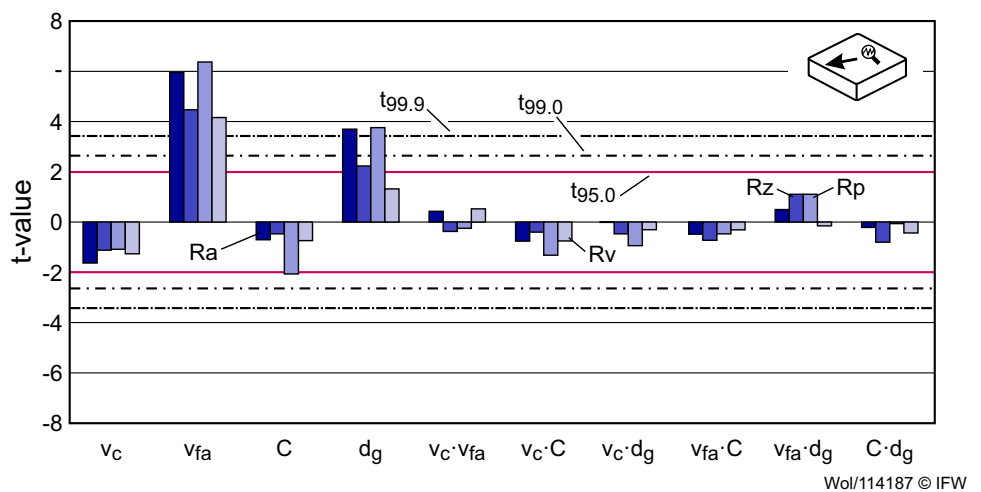 8
-
4
2
0
-2
-4
-6
-8
t-value
t99.9
t99.0
t95.0
Ra
Rv
Rz
Rp
vc
vfa
C
dg
vc·vfa
vc·C
vc·dg
vfa·C
vfa·dg
C·dg
Wol/114187 © IFW